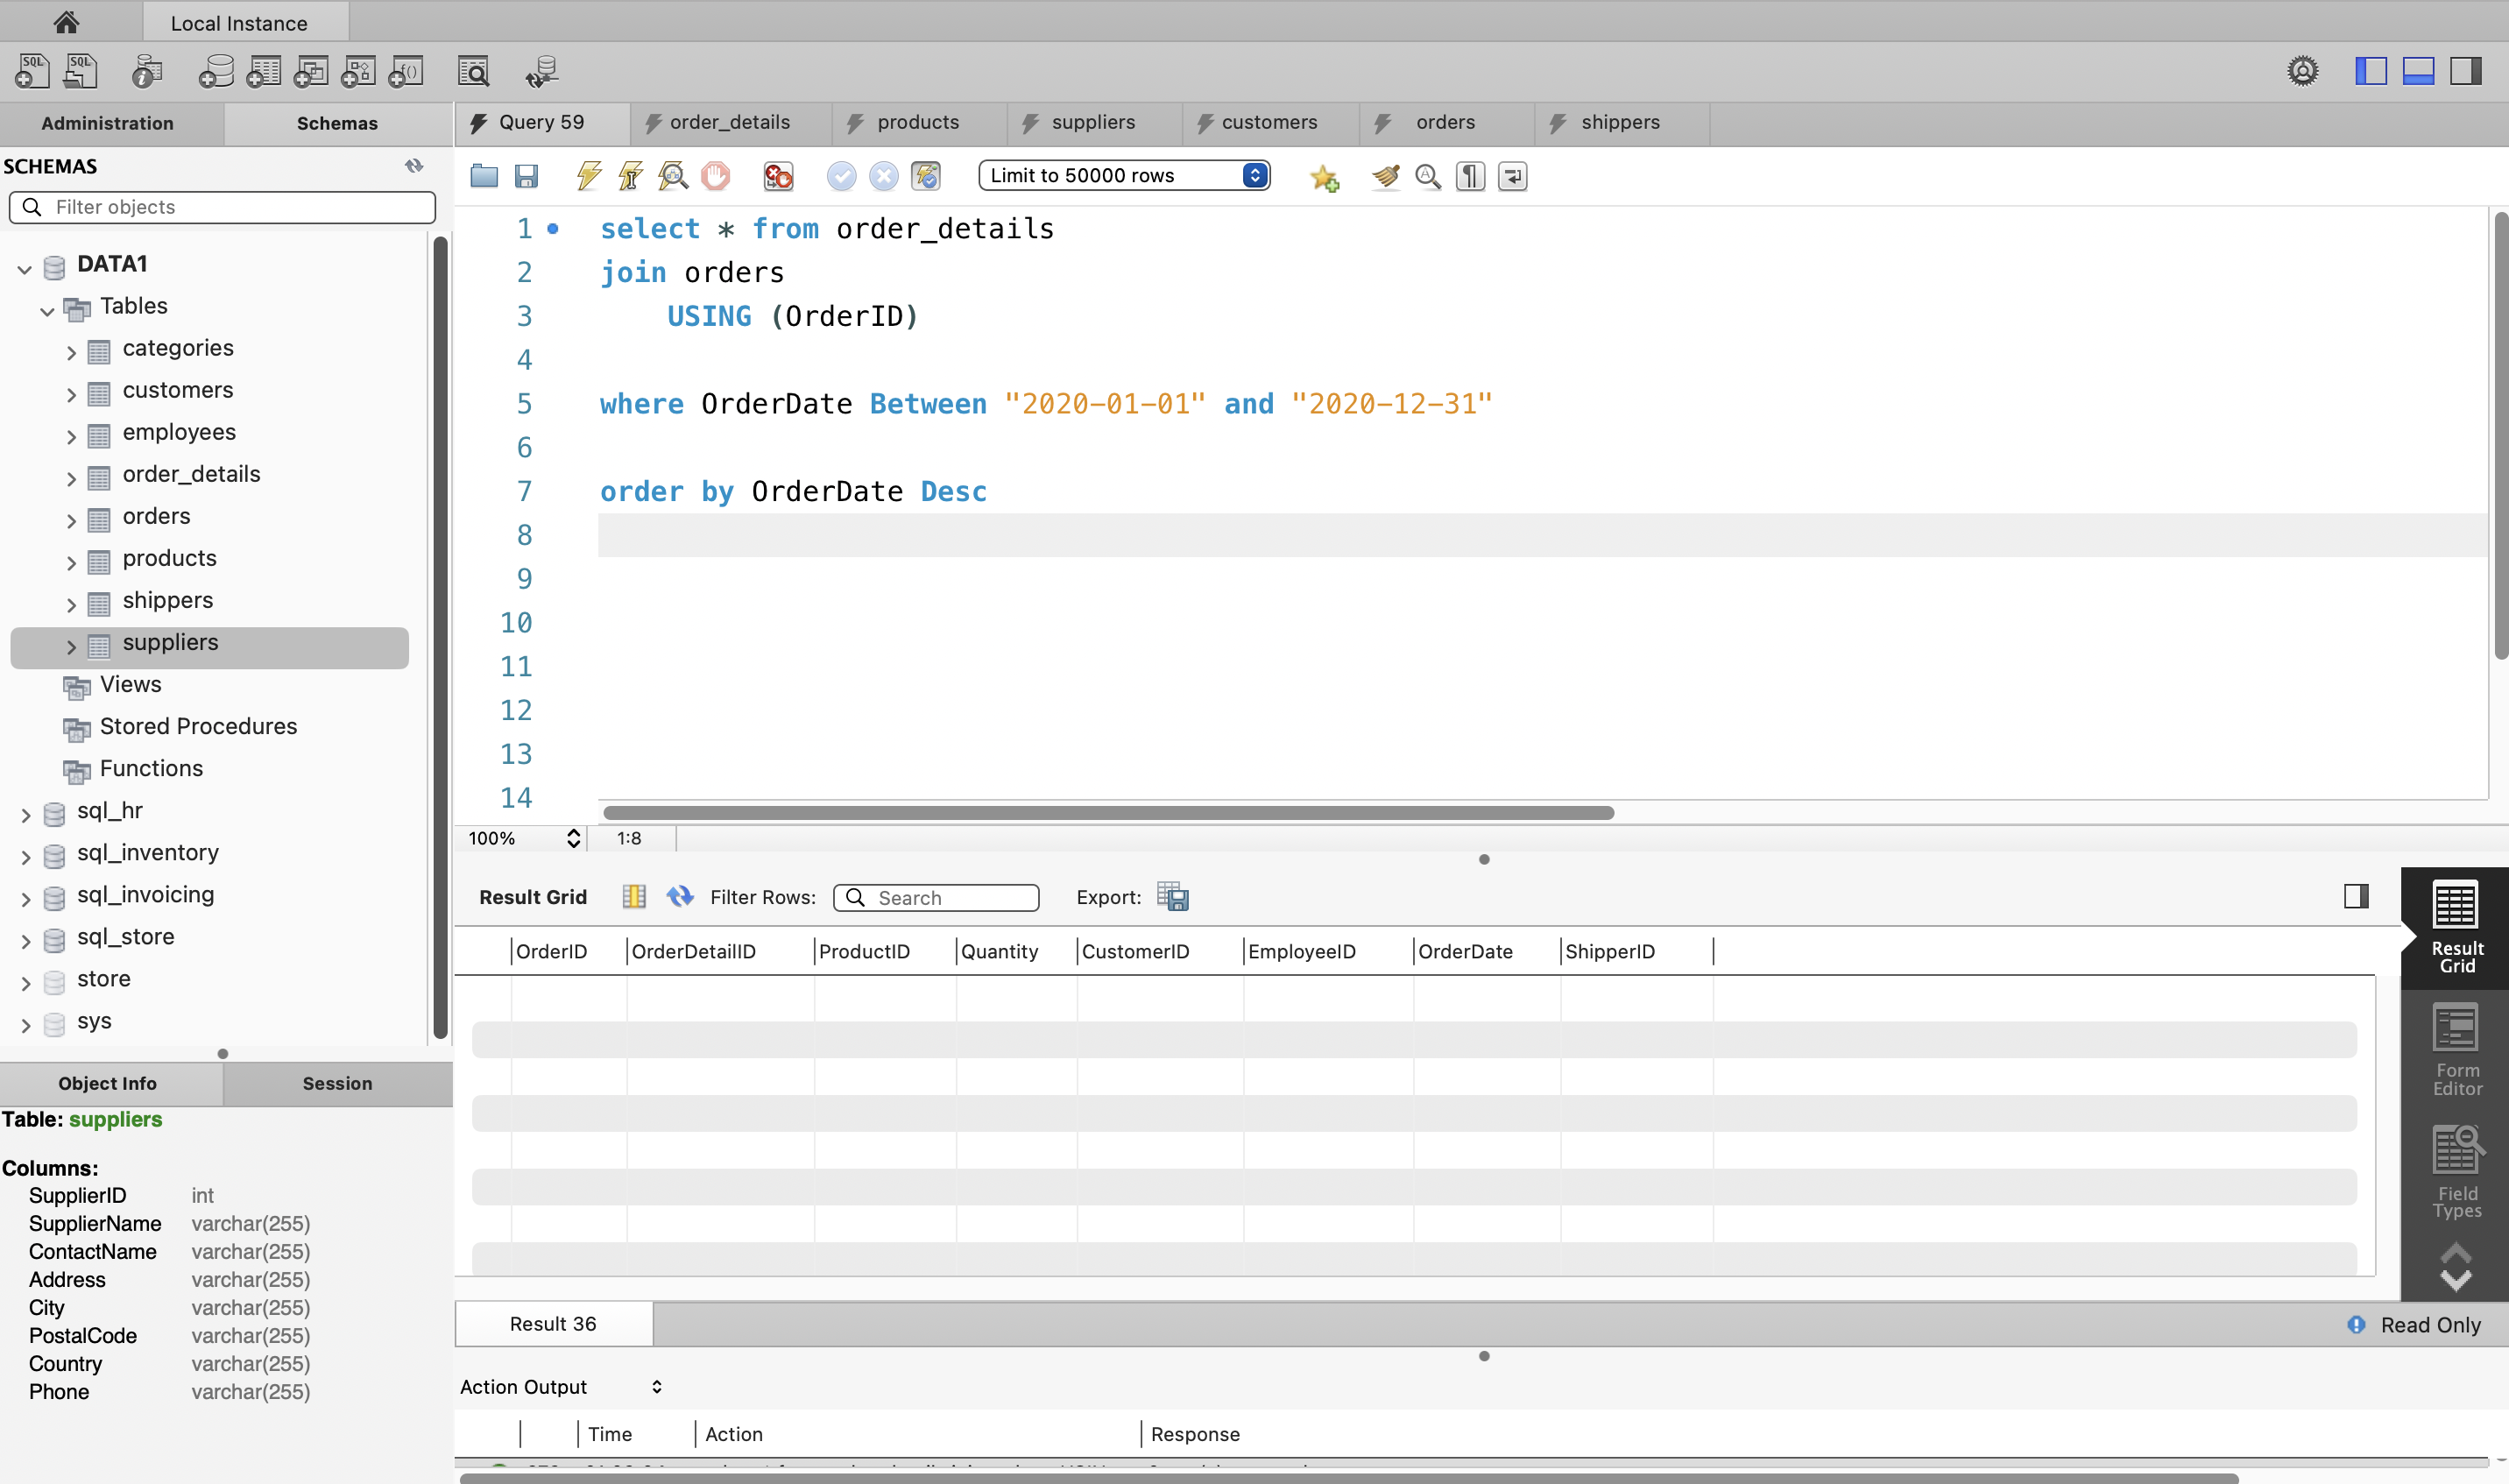 Local Instance
SQL SQL
Administration Schemas
Query 59 order_details products suppliers customers orders shippers
SCHEMAS
Filter objects
Limit to 50000 rows
DATA1
Tables
categories
customers
employees
order_details
orders
products
shippers
suppliers
Views
Stored Procedures
Functions
sql_hr
sql_inventory
sql_invoicing
sql_store
store
sys
Object Info Session
Table: suppliers
Columns:
SupplierID int
SupplierName varchar(255)
ContactName varchar(255)
Address varchar(255)
City varchar(255)
PostalCode varchar(255)
Country varchar(255)
Phone varchar(255)
1 select * from order_details
2 join orders
3 USING (OrderID)
4
5 where OrderDate Between "2020-01-01" and "2020-12-31"
6
7 order by OrderDate Desc
8
9
10
11
12
13
14
100% 1:8
Result Grid Filter Rows: Search Export:
OrderID OrderDetailID ProductID Quantity CustomerID EmployeeID OrderDate ShipperID
Result
Grid
Form
Editor
Field
Types
Result 36 Read Only
Action Output
Time Action Response